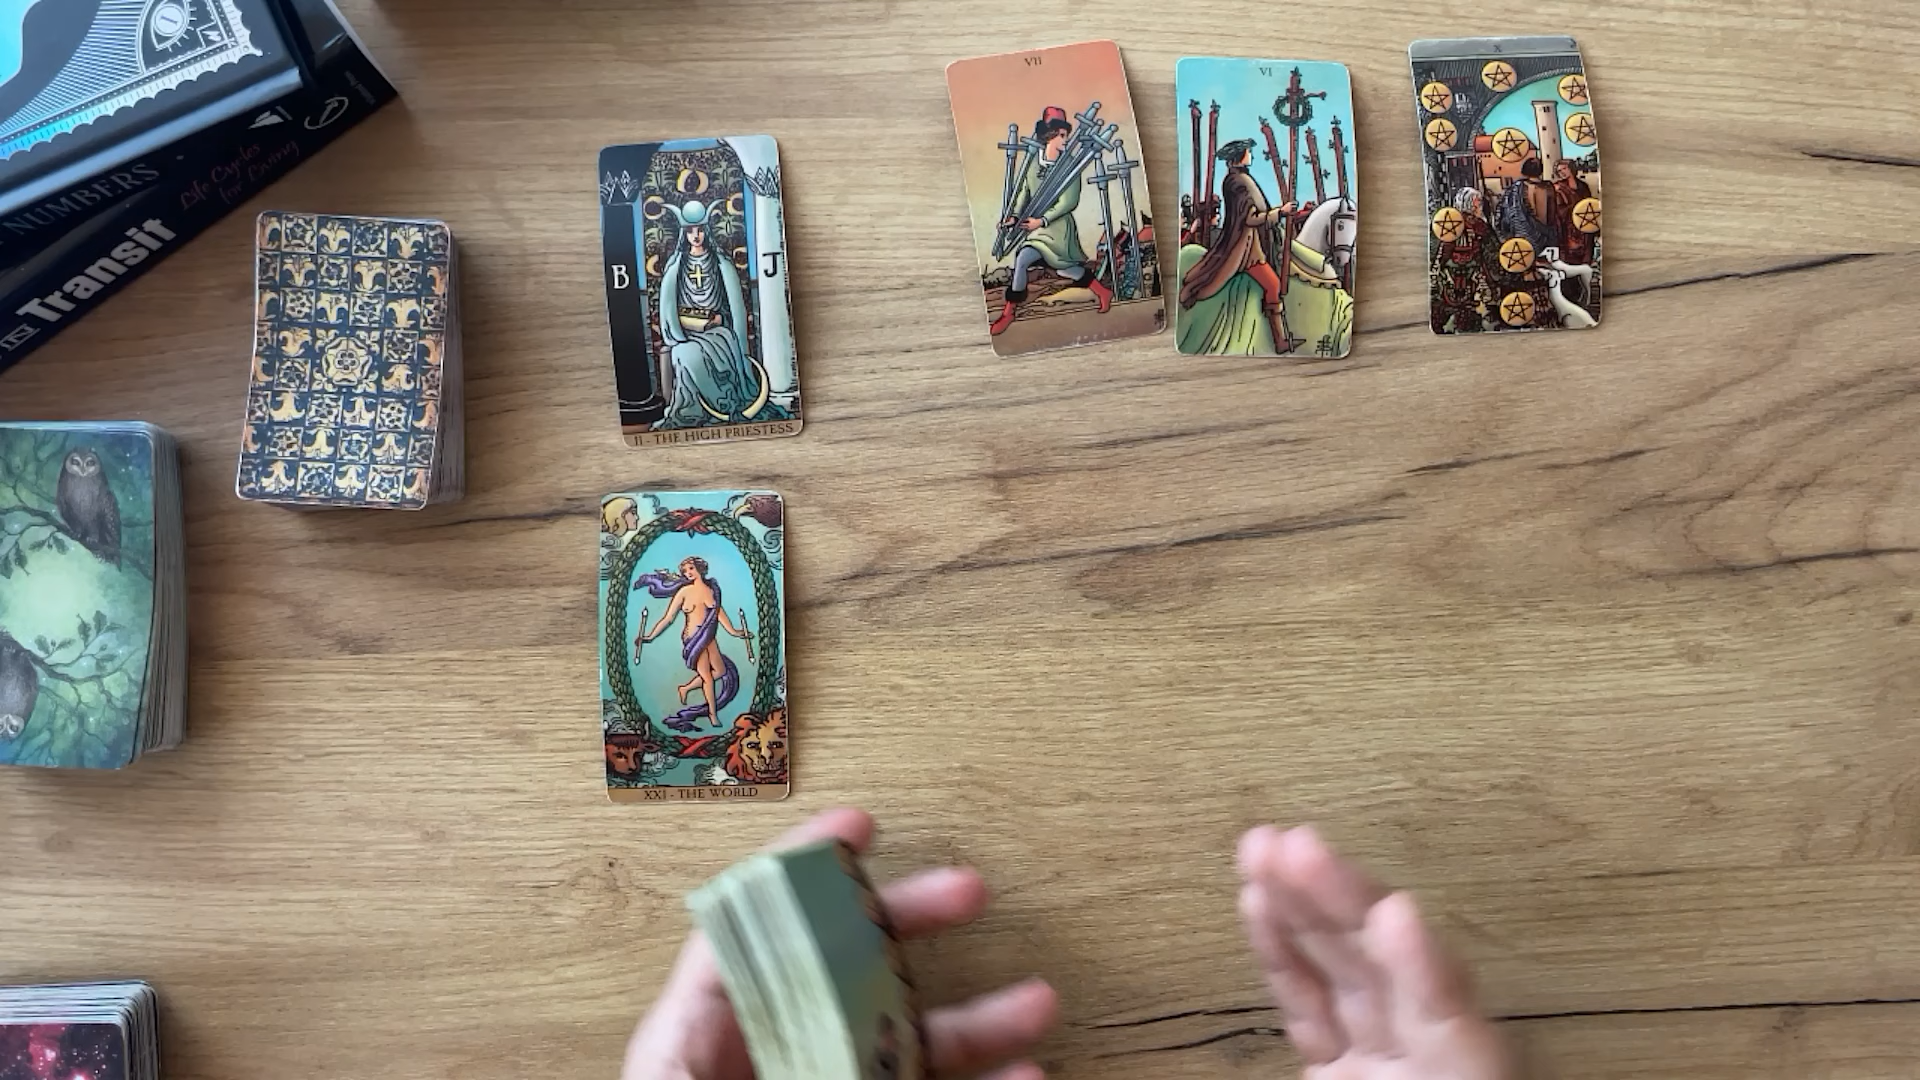 NUMBERS
Transit
Life Cycles
for Living
VII
VI
X
B
J
II - THE HIGH PRIESTESS
XXI - THE WORLD